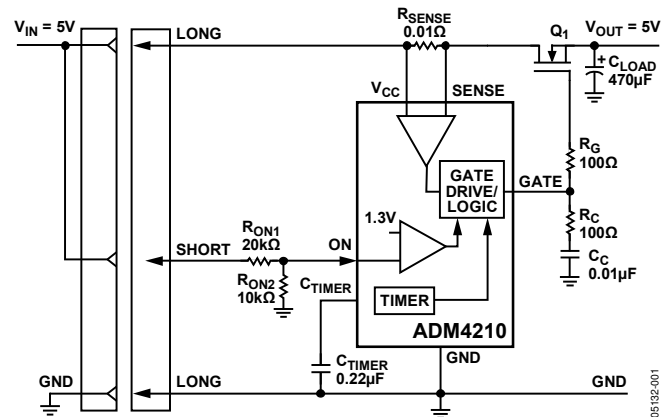 VIN = 5V
LONG
RSENSE
0.01Ω
Q1
VOUT = 5V
+
CLOAD
470µF
VCC
SENSE
RG
100Ω
GATE
DRIVE/
LOGIC
GATE
1.3V
RC
100Ω
RON1
20kΩ
SHORT
ON
CC
0.01µF
RON2
10kΩ
CTIMER
TIMER
ADM4210
GND
CTIMER
0.22µF
GND
LONG
GND
05132-001